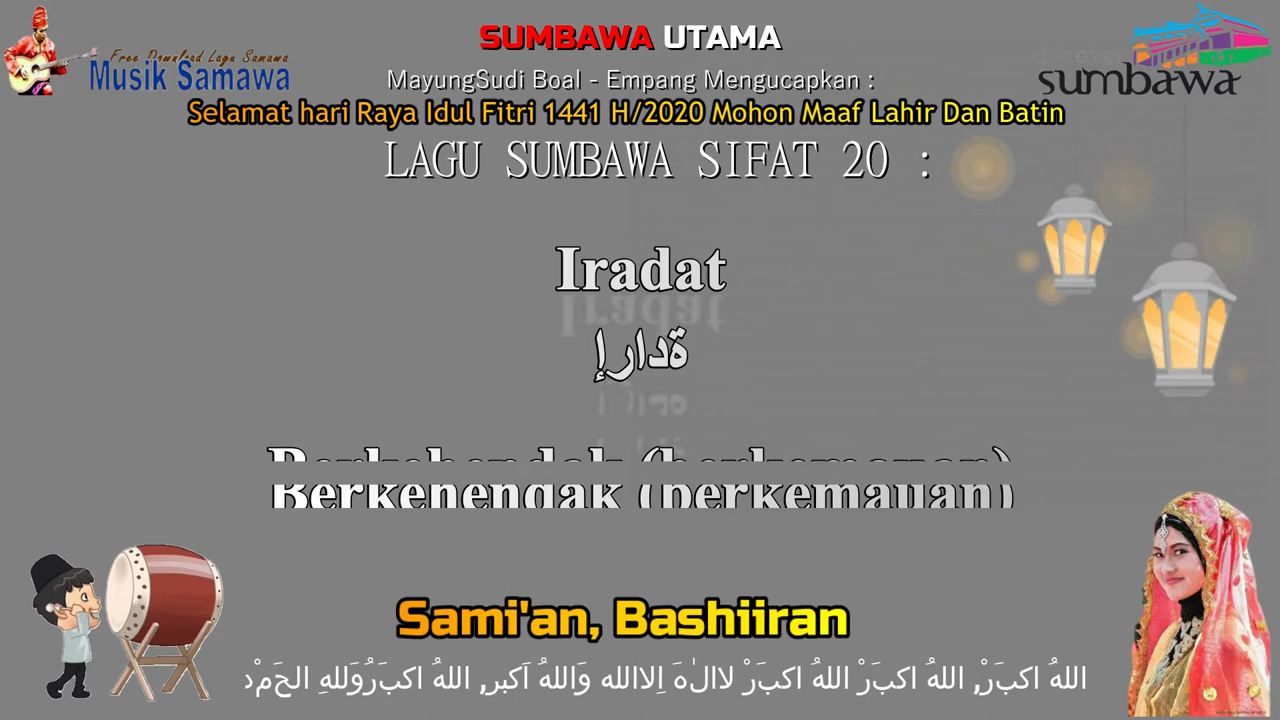 SUMBAWA UTAMA
Free Download Lagu Samawa
Musik Samawa
discover
sumbawa
MayungSudi Boal - Empang Mengucapkan :
Selamat hari Raya Idul Fitri 1441 H/2020 Mohon Maaf Lahir Dan Batin
LAGU SUMBAWA SIFAT 20 :
Iradat
إرادة
Berkehendak (berkemauan)
Sami'an, Bashiiran
اللهُ اكبَرْ, اللهُ اكبَرْ اللهُ اكبَرْ لاالٰهَ اِلاالله وَاللهُ اَكبر, اللهُ اكبَرُوَللهِ الحَمْد